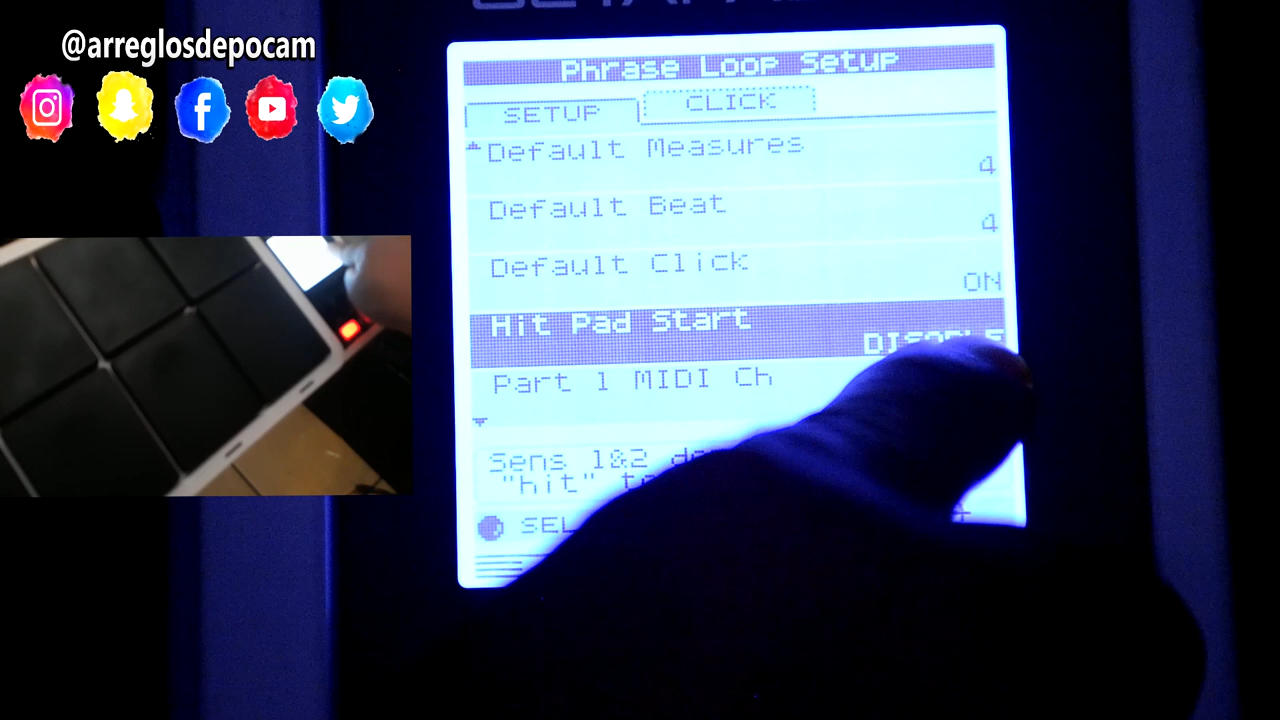 @arreglosdepocam
Phrase Loop Setup
SETUP
CLICK
Default Measures
4
Default Beat
4
Default Click
ON
Hit Pad Start
Part 1 MIDI Ch
Sens 1&2
"hit"